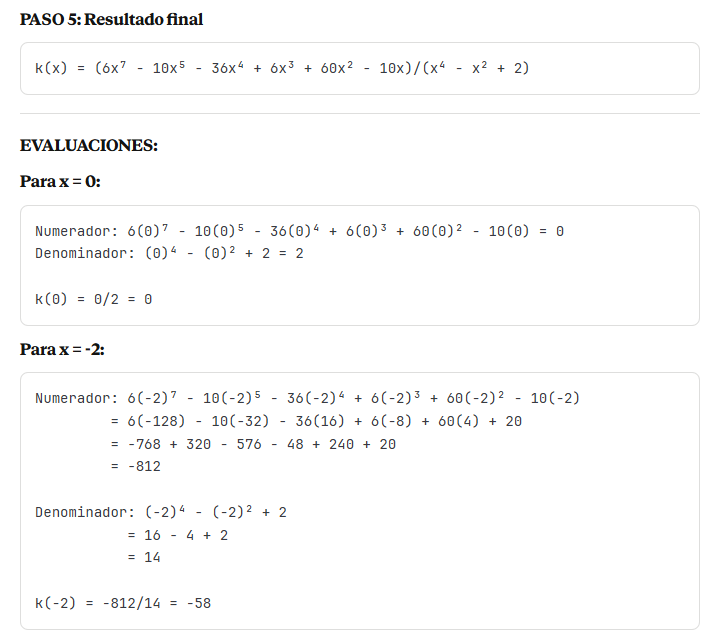 PASO 5: Resultado final
k(x) = (6x⁷ - 10x⁵ - 36x⁴ + 6x³ + 60x² - 10x)/(x⁴ - x² + 2)
EVALUACIONES:
Para x = 0:
Numerador: 6(0)⁷ - 10(0)⁵ - 36(0)⁴ + 6(0)³ + 60(0)² - 10(0) = 0
Denominador: (0)⁴ - (0)² + 2 = 2
k(0) = 0/2 = 0
Para x = -2:
Numerador: 6(-2)⁷ - 10(-2)⁵ - 36(-2)⁴ + 6(-2)³ + 60(-2)² - 10(-2)
= 6(-128) - 10(-32) - 36(16) + 6(-8) + 60(4) + 20
= -768 + 320 - 576 - 48 + 240 + 20
= -812
Denominador: (-2)⁴ - (-2)² + 2
= 16 - 4 + 2
= 14
k(-2) = -812/14 = -58